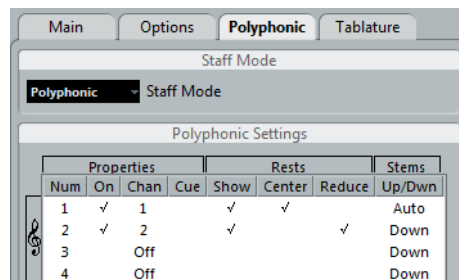 Main Options Polyphonic Tablature
Staff Mode
Polyphonic Staff Mode
Polyphonic Settings
Properties Rests Stems
Num On Chan Cue Show Center Reduce Up/Dwn
1 √ 1 √ √ Auto
2 √ 2 √ √ Down
3 Off Down
4 Off Down